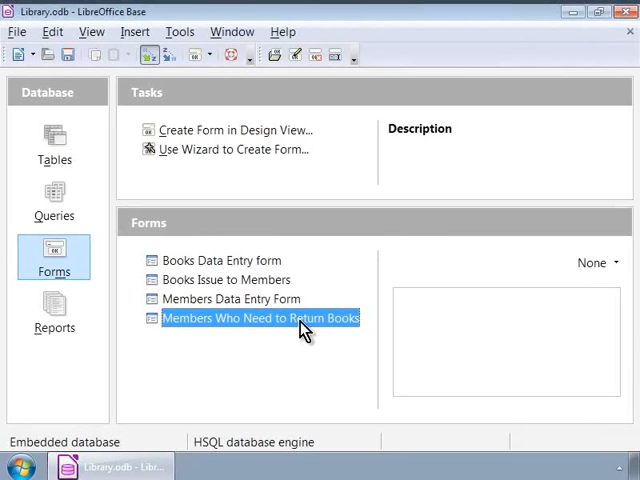 Library.odb - LibreOffice Base
File Edit View Insert Tools Window Help
Database
Tables
Queries
Forms
Reports
Tasks
Create Form in Design View...
Use Wizard to Create Form...
Description
Forms
Books Data Entry form
Books Issue to Members
Members Data Entry Form
Members Who Need to Return Books
None
Embedded database HSQL database engine
Library.odb - Libr...